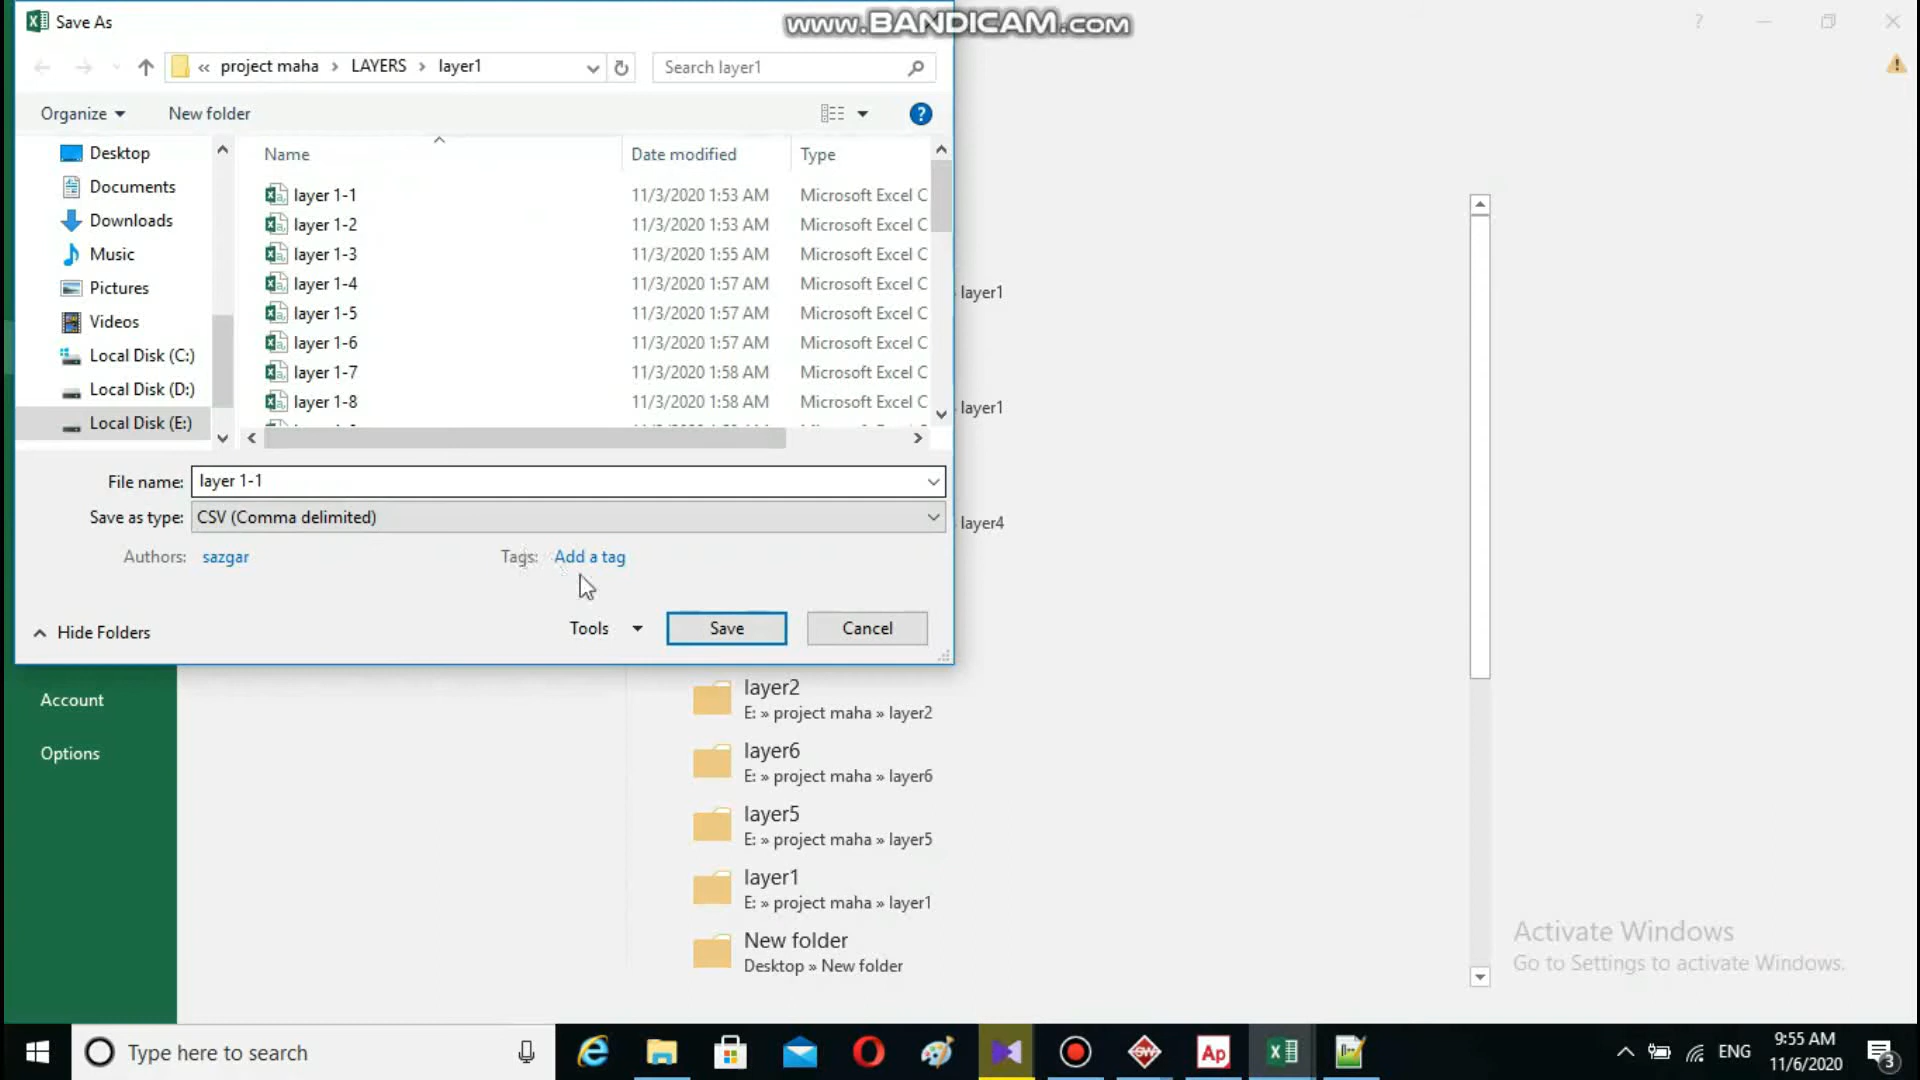 Save As
www.BANDICAM.com
?
« project maha > LAYERS > layer1
Search layer1
Organize
New folder
?
Desktop
Documents
Downloads
Music
Pictures
Videos
Local Disk (C:)
Local Disk (D:)
Local Disk (E:)
Name Date modified Type
layer 1-1 11/3/2020 1:53 AM Microsoft Excel C
layer 1-2 11/3/2020 1:53 AM Microsoft Excel C
layer 1-3 11/3/2020 1:55 AM Microsoft Excel C
layer 1-4 11/3/2020 1:57 AM Microsoft Excel C
layer 1-5 11/3/2020 1:57 AM Microsoft Excel C
layer 1-6 11/3/2020 1:57 AM Microsoft Excel C
layer 1-7 11/3/2020 1:58 AM Microsoft Excel C
layer 1-8 11/3/2020 1:58 AM Microsoft Excel C
File name: layer 1-1
Save as type: CSV (Comma delimited)
Authors: sazgar
Tags: Add a tag
Hide Folders
Tools
Save
Cancel
layer1
layer1
layer4
Account
Options
layer2
E: » project maha » layer2
layer6
E: » project maha » layer6
layer5
E: » project maha » layer5
layer1
E: » project maha » layer1
New folder
Desktop » New folder
Activate Windows
Go to Settings to activate Windows.
Type here to search
Ap
ENG
9:55 AM
11/6/2020
3